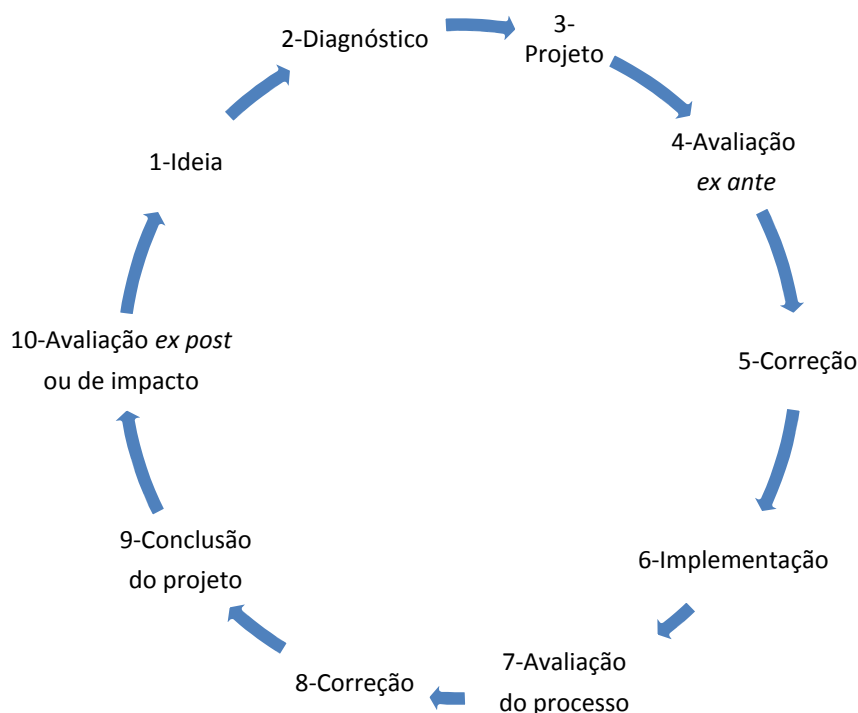 1-Ideia
2-Diagnóstico
3-
Projeto
4-Avaliação
ex ante
5-Correção
6-Implementação
7-Avaliação
do processo
8-Correção
9-Conclusão
do projeto
10-Avaliação ex post
ou de impacto